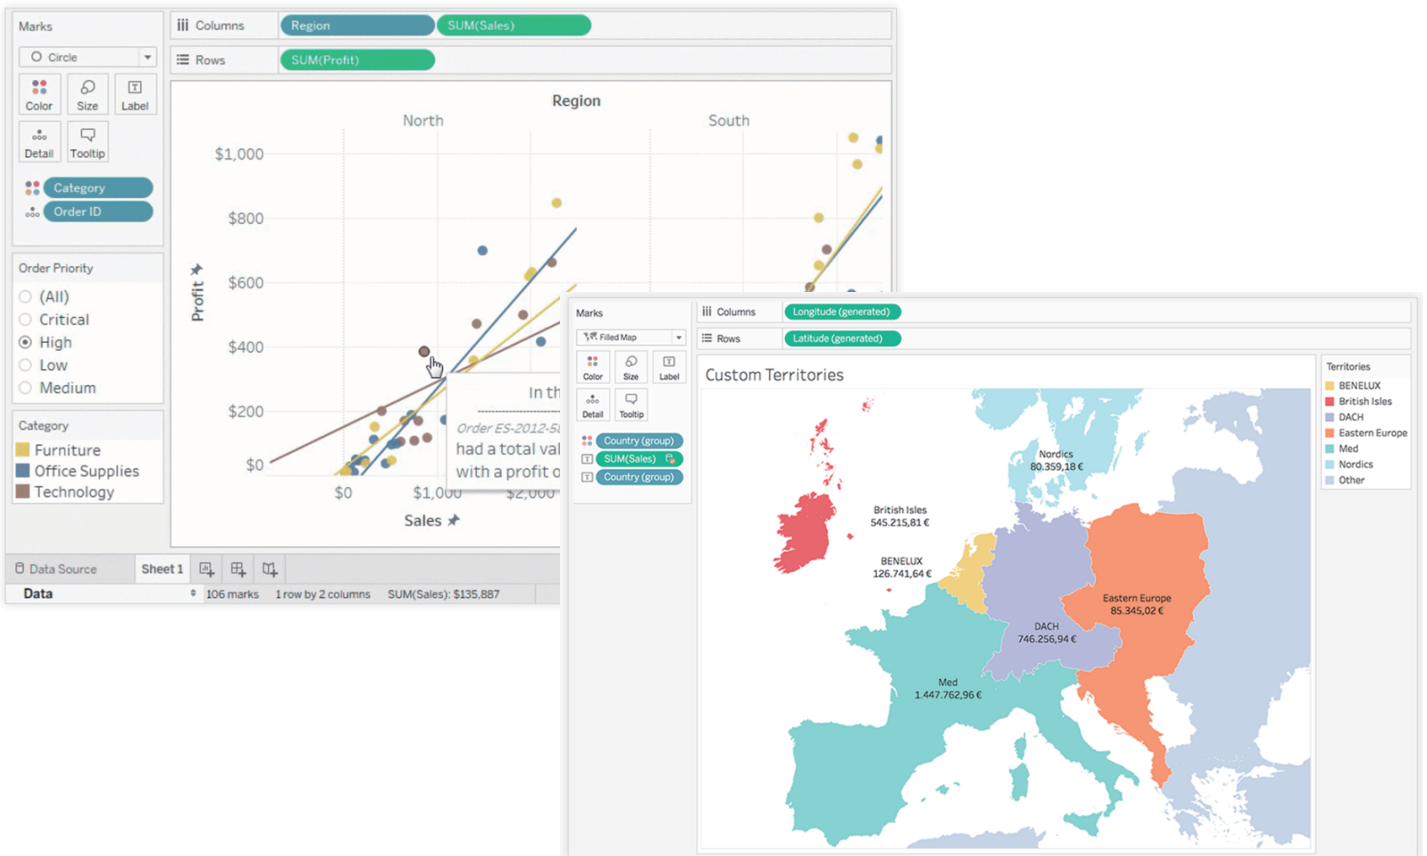 Marks
Circle
Color Size Label
Detail Tooltip
Category
Order ID
Order Priority
(All)
Critical
High
Low
Medium
Category
Furniture
Office Supplies
Technology
Columns Region SUM(Sales)
Rows SUM(Profit)
Region
North South
Profit
$1,000
$800
$600
$400
$200
$0
$0 $1,000 $2,000
Sales
In th
Order ES-2012-5
had a total val
with a profit o
Data Source Sheet 1
Data 106 marks 1 row by 2 columns SUM(Sales): $135,887
Marks
Filled Map
Color Size Label
Detail Tooltip
Country (group)
SUM(Sales)
Country (group)
Columns Longitude (generated)
Rows Latitude (generated)
Custom Territories
Nordics
80.359,18 €
British Isles
545.215,81 €
BENELUX
126.741,64 €
Eastern Europe
85.345,02 €
DACH
746.256,94 €
Med
1.447.762,96 €
Territories
BENELUX
British Isles
DACH
Eastern Europe
Med
Nordics
Other